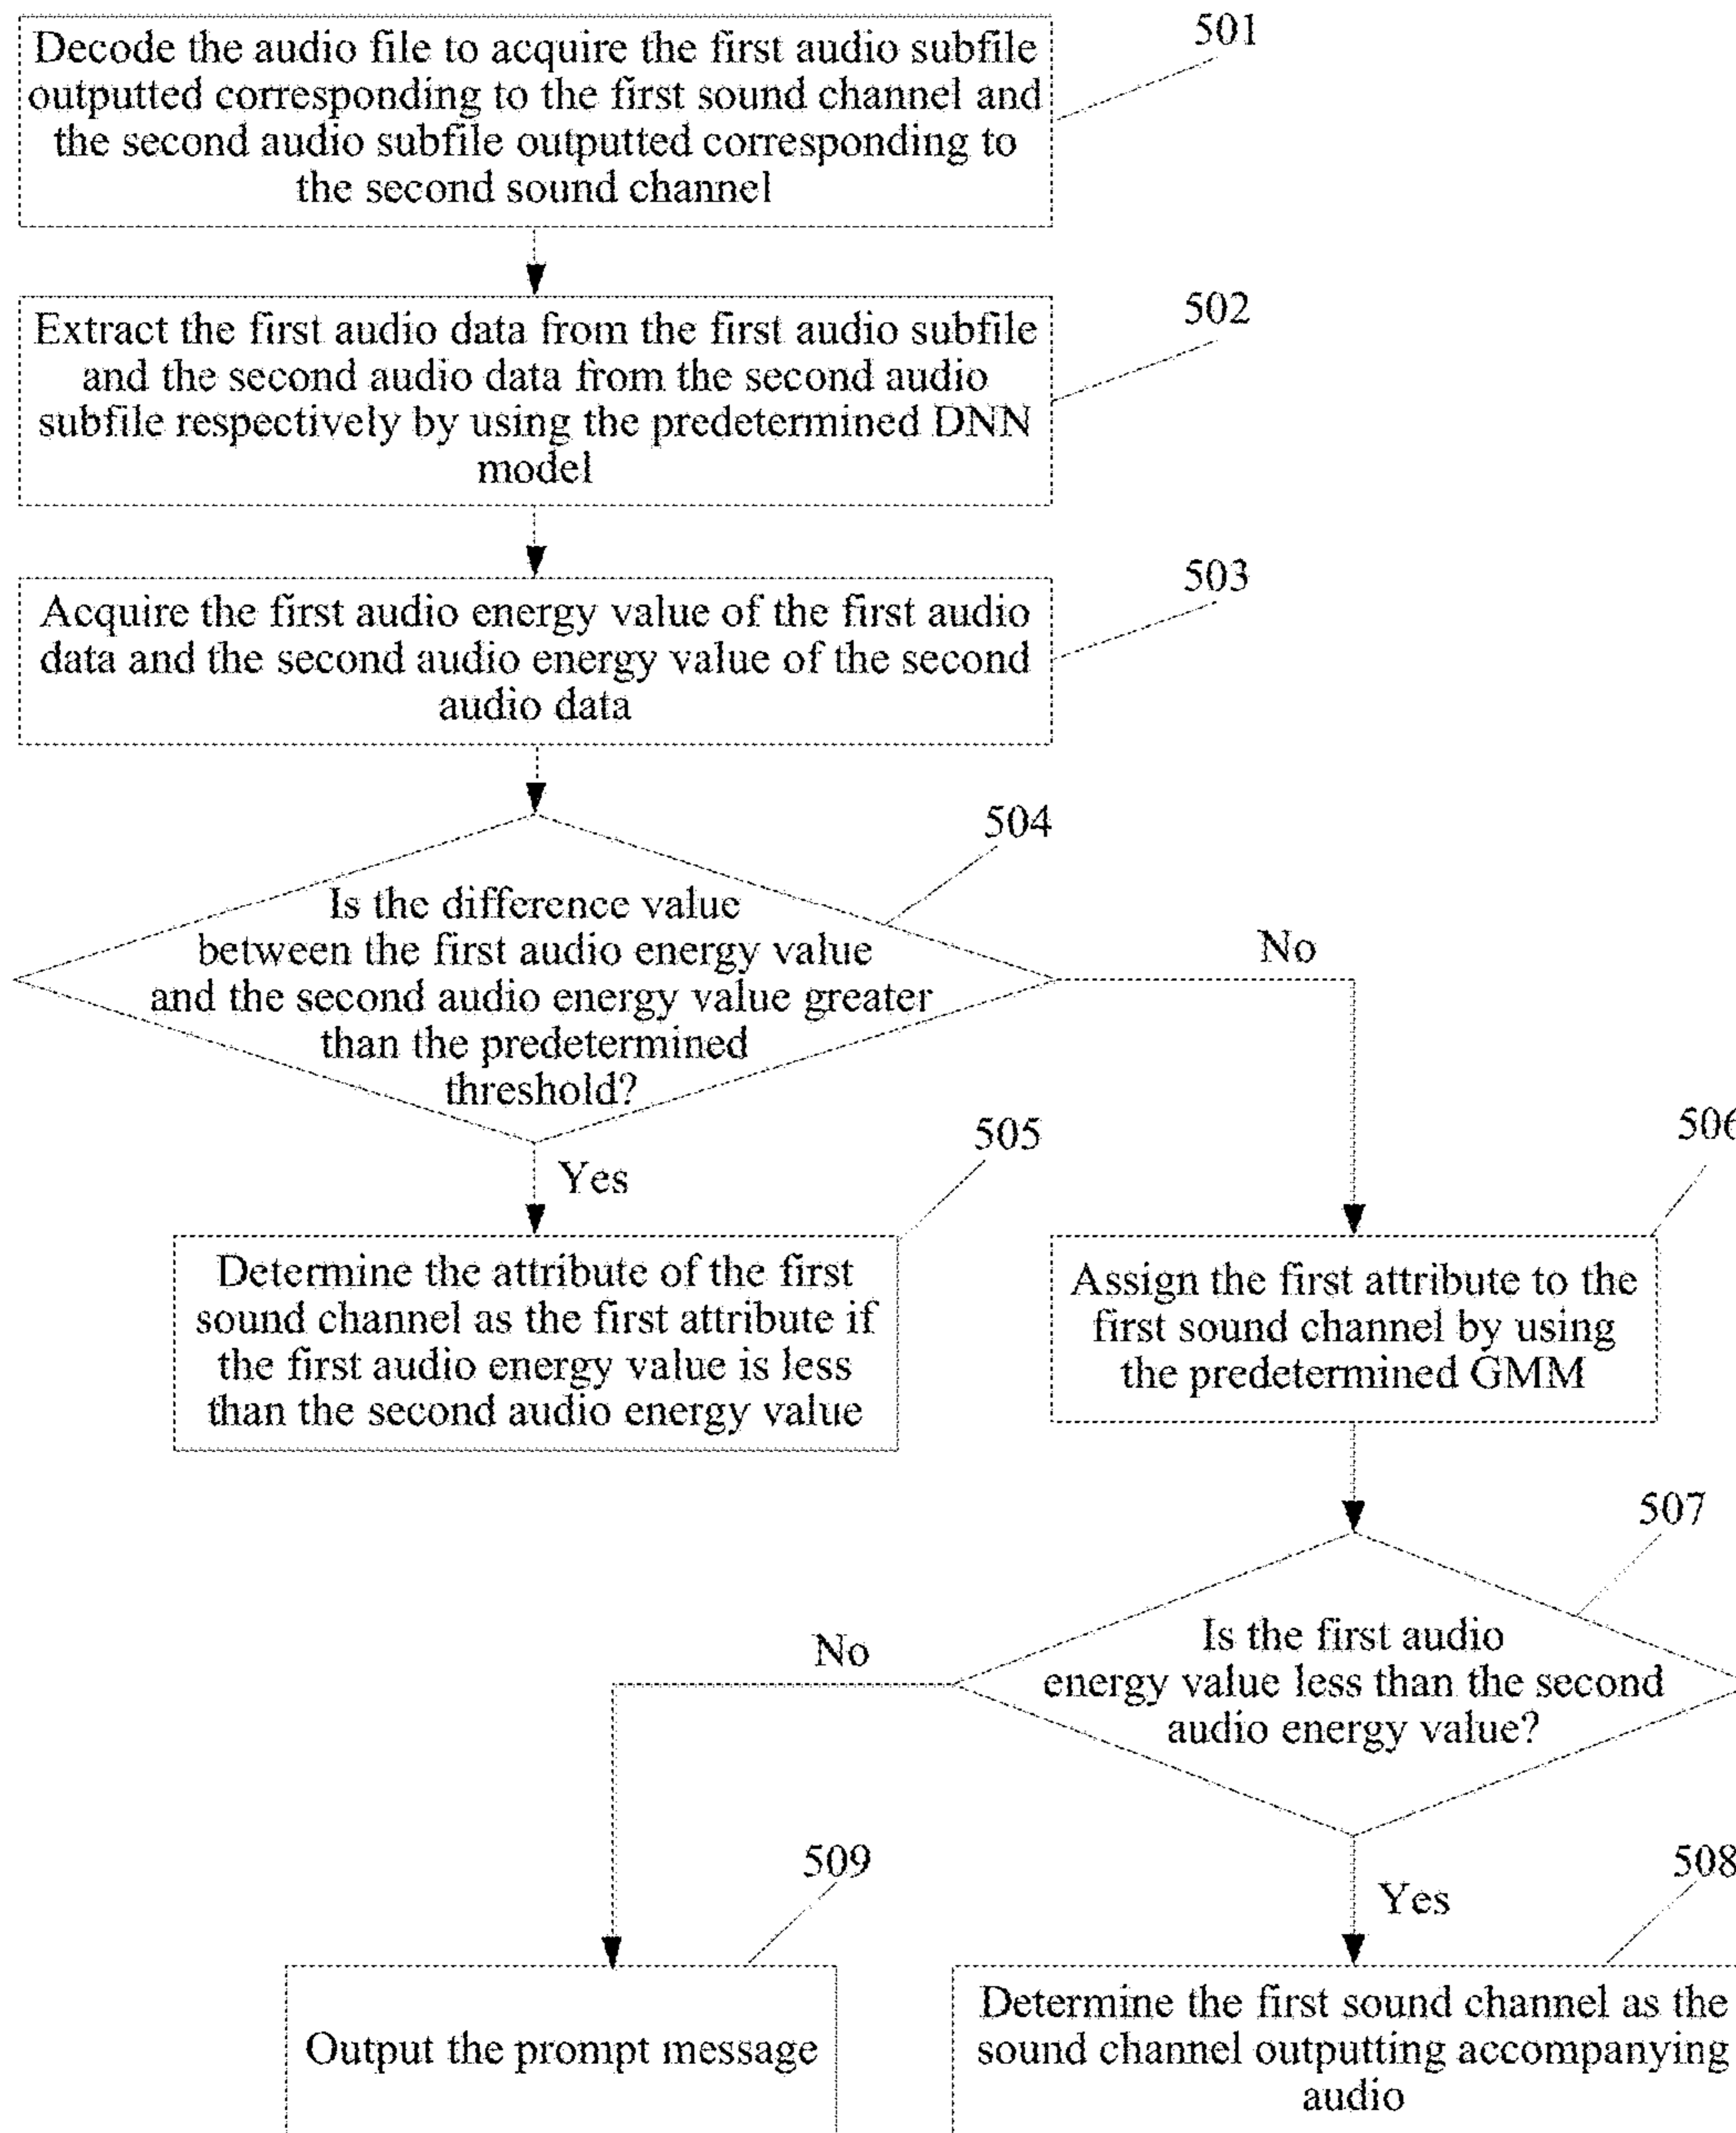 501
Decode the audio file to acquire the first audio subfile
outputted corresponding to the first sound channel and
the second audio subfile outputted corresponding to
the second sound channel
502
Extract the first audio data from the first audio subfile
and the second audio data from the second audio
subfile respectively by using the predetermined DNN
model
503
Acquire the first audio energy value of the first audio
data and the second audio energy value of the second
audio data
504
Is the difference value
between the first audio energy value
and the second audio energy value greater
than the predetermined
threshold?
No
Yes
505
Determine the attribute of the first
sound channel as the first attribute if
the first audio energy value is less
than the second audio energy value
506
Assign the first attribute to the
first sound channel by using
the predetermined GMM
507
Is the first audio
energy value less than the second
audio energy value?
No
Yes
509
Output the prompt message
508
Determine the first sound channel as the
sound channel outputting accompanying
audio